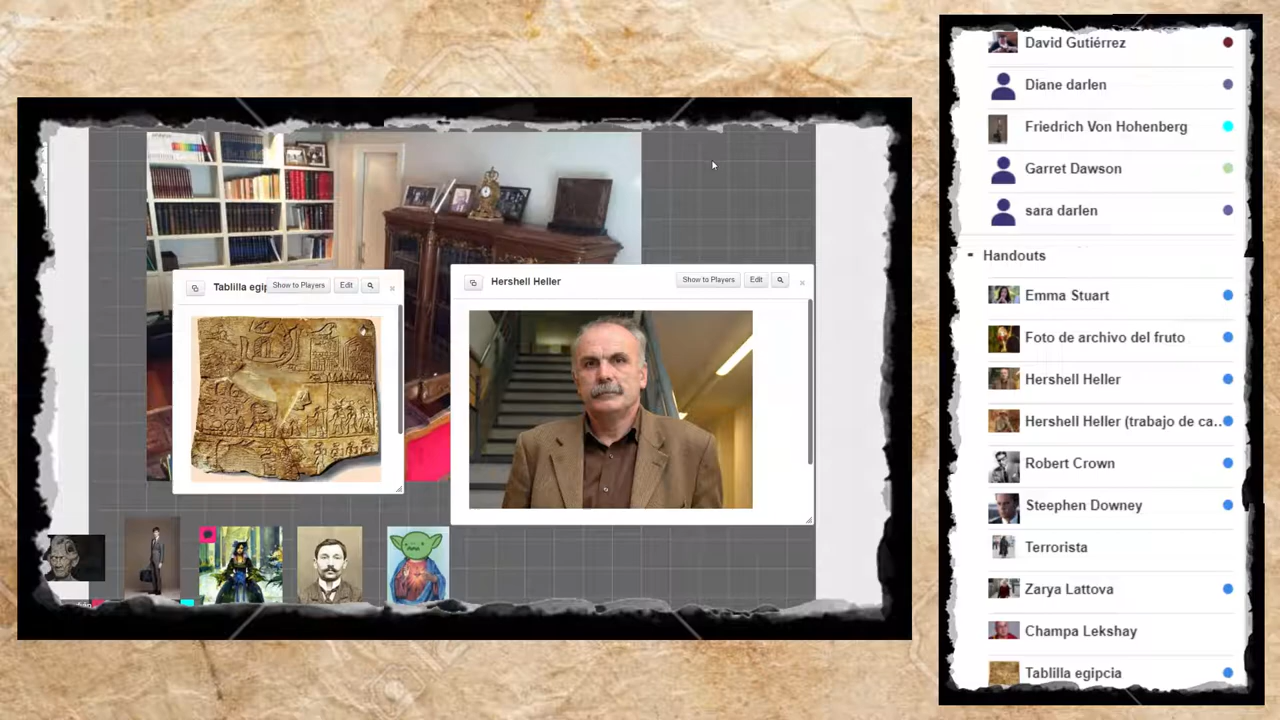 Tablilla egip
Show to Players
Edit
Hershell Heller
Show to Players
Edit
David Gutiérrez
Diane darlen
Friedrich Von Hohenberg
Garret Dawson
sara darlen
Handouts
Emma Stuart
Foto de archivo del fruto
Hershell Heller
Hershell Heller (trabajo de ca...
Robert Crown
Steephen Downey
Terrorista
Zarya Lattova
Champa Lekshay
Tablilla egipcia